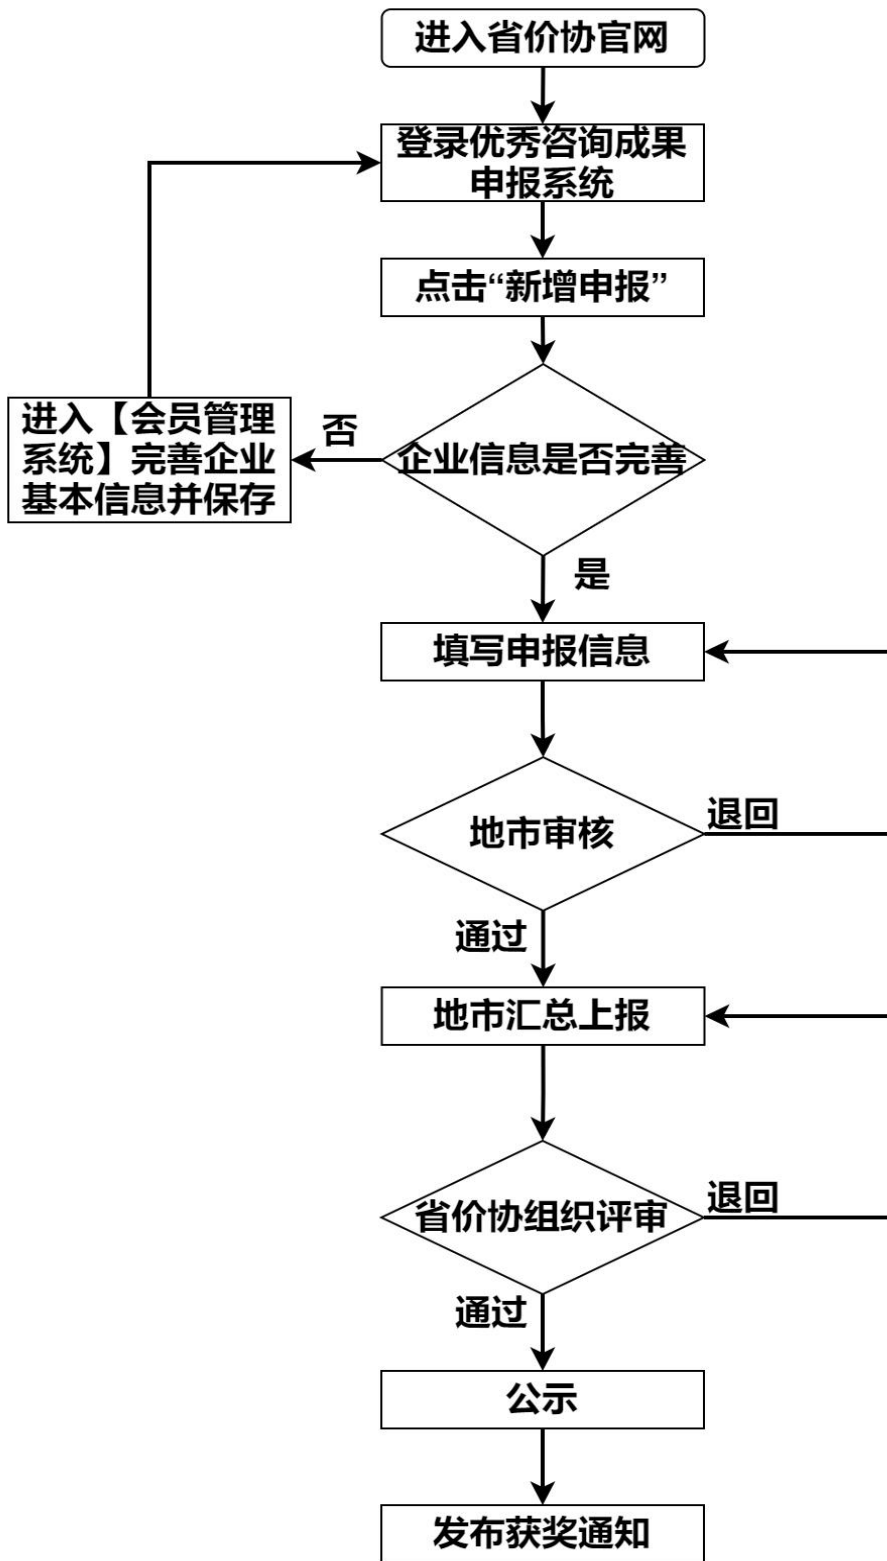 进入省价协官网
登录优秀咨询成果
申报系统
点击“新增申报”
企业信息是否完善
否
进入【会员管理
系统】完善企业
基本信息并保存
是
填写申报信息
地市审核
退回
通过
地市汇总上报
省价协组织评审
退回
通过
公示
发布获奖通知